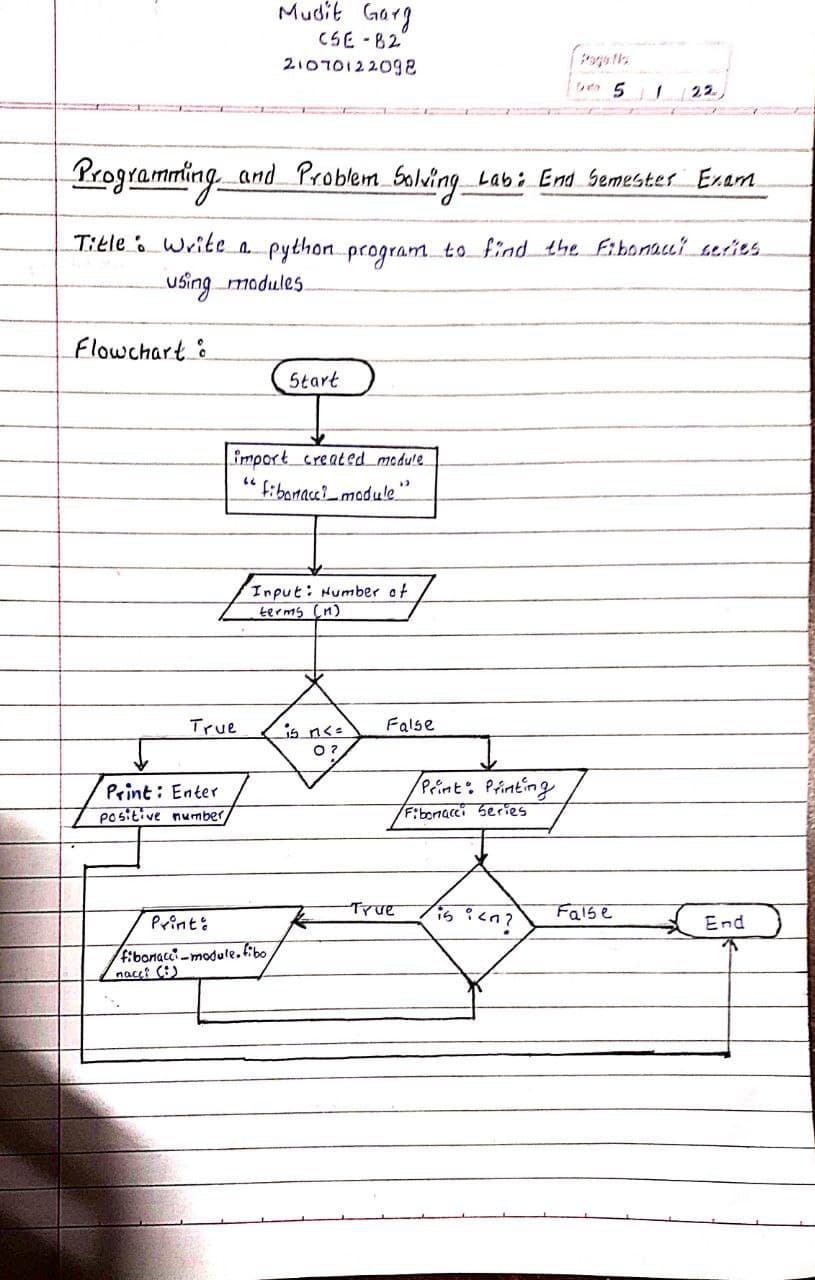 Mudit Garg
CSE-B2
21070122098
Page No.
Date 5 1 22
Programming and Problem Solving Lab: End Semester Exam
Title: Write a python program to find the Fibonacci series
using modules
Flowchart:
Start
import created module
"fibonacci_module"
Input: Number of
terms (n)
True
is n<=
0?
False
Print: Enter
positive number
Print: Printing
Fibonacci Series
True
is i<n?
False
End
Print:
fibonacci_module.fibo
nacci (i)